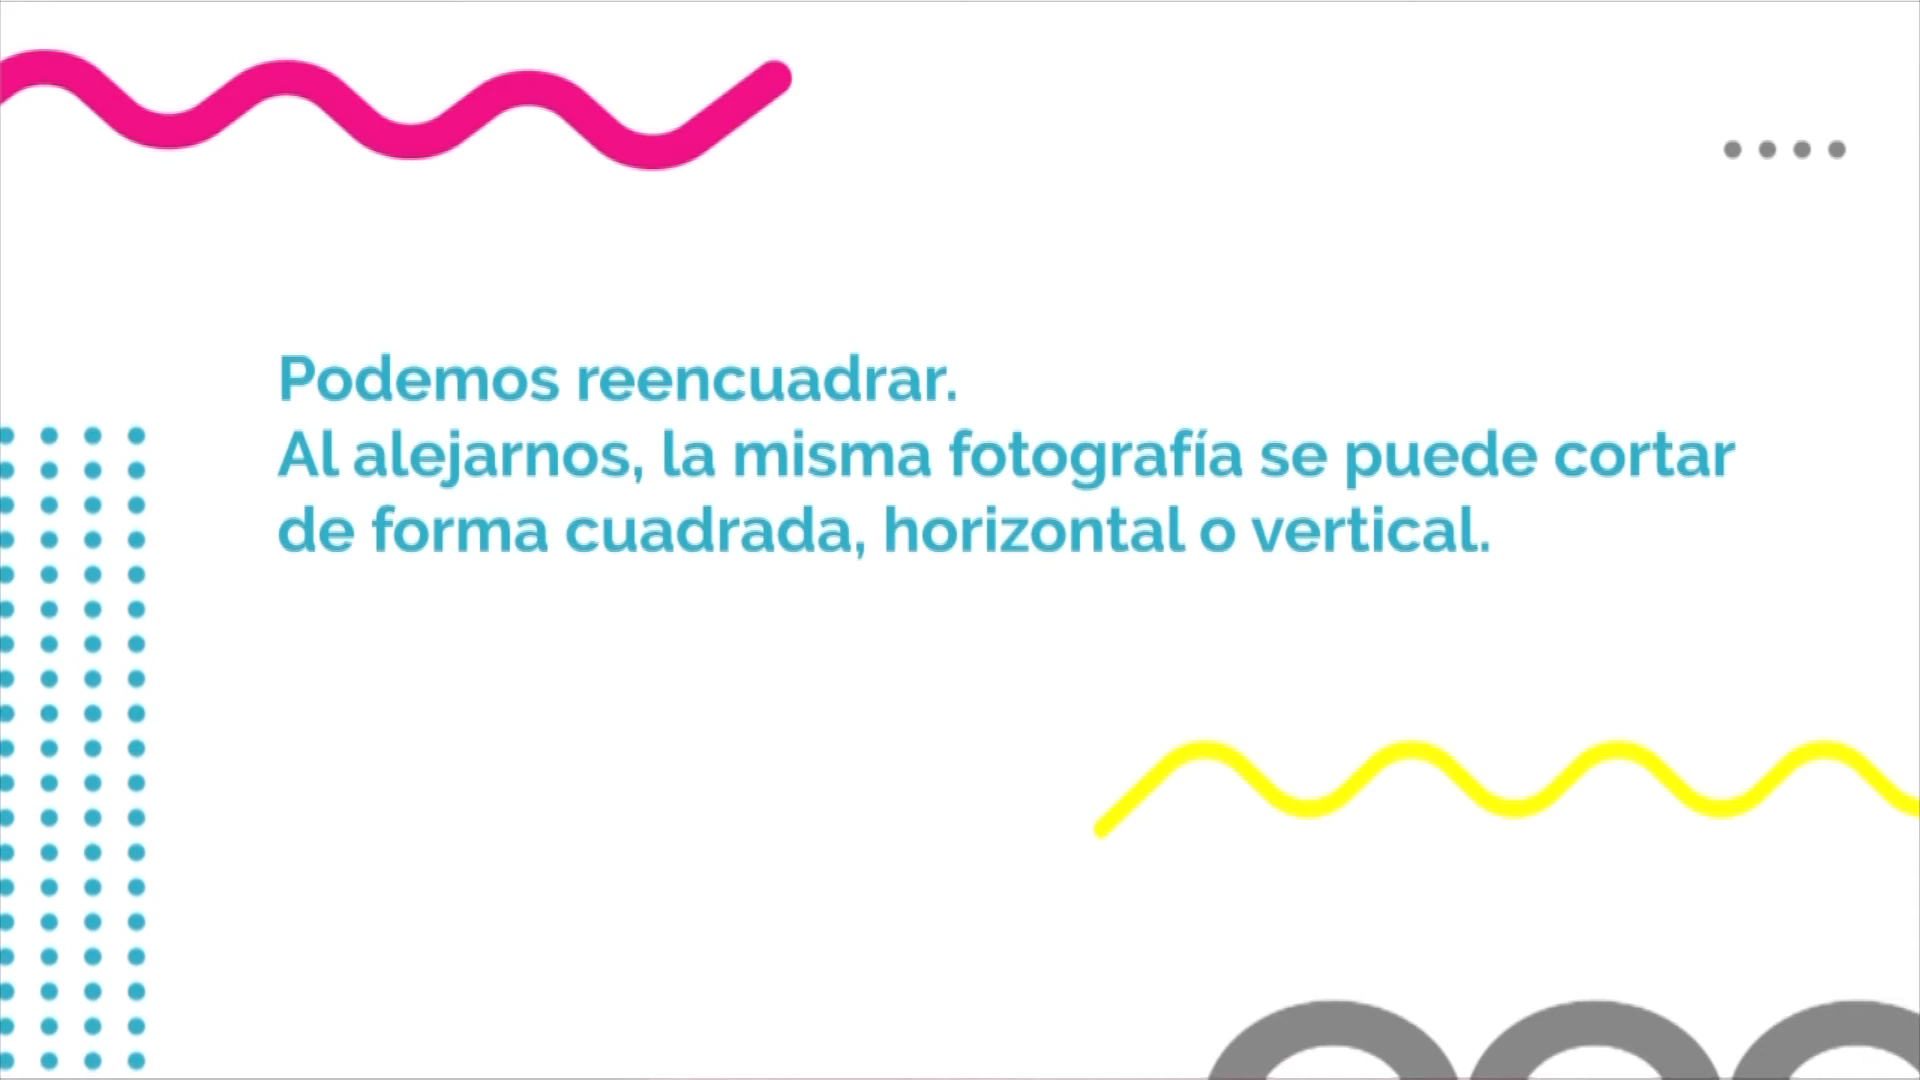 Podemos reencuadrar.
Al alejarnos, la misma fotografía se puede cortar
de forma cuadrada, horizontal o vertical.